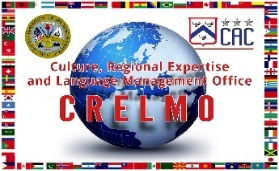 CAC
Culture, Regional Expertise
and Language Management Office
CRELMO